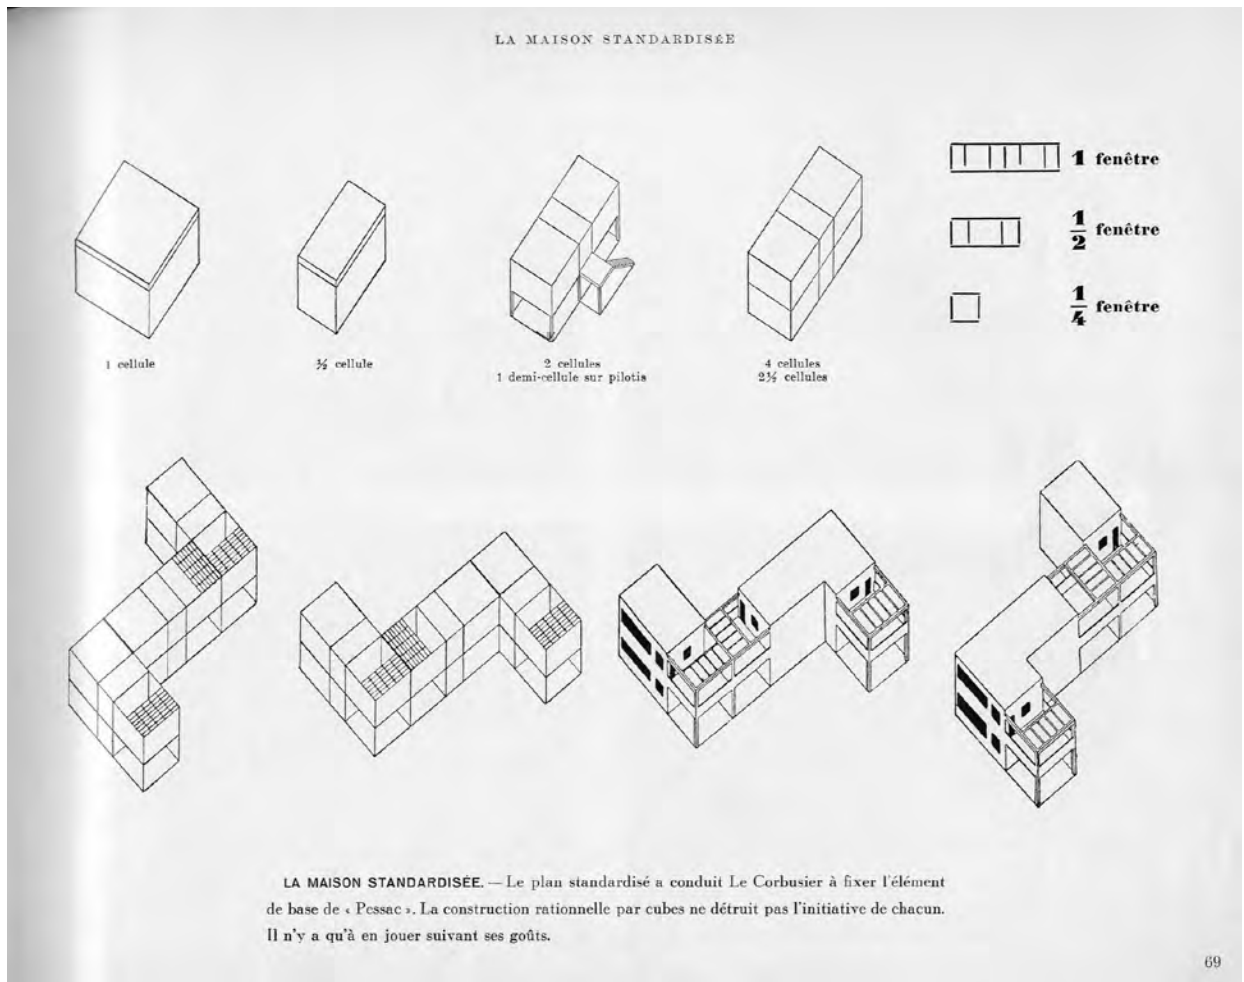 LA MAISON STANDARDISÉE
1 fenêtre
1/2 fenêtre
1/4 fenêtre
1 cellule
½ cellule
2 cellules
1 demi-cellule sur pilotis
4 cellules
2½ cellules
LA MAISON STANDARDISÉE. — Le plan standardisé a conduit Le Corbusier à fixer l'élément
de base de « Pessac ». La construction rationnelle par cubes ne détruit pas l'initiative de chacun.
Il n'y a qu'à en jouer suivant ses goûts.
69